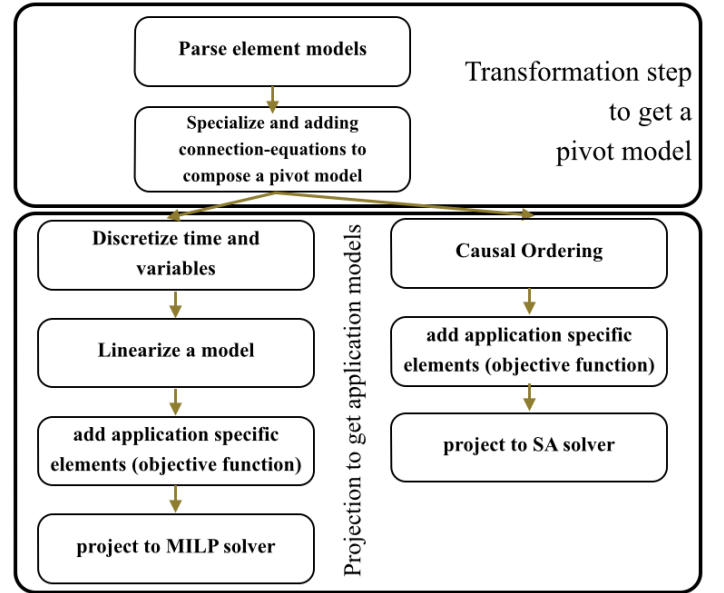 Parse element models
Specialize and adding
connection-equations to
compose a pivot model
Transformation step
to get a
pivot model
Discretize time and
variables
Linearize a model
add application specific
elements (objective function)
project to MILP solver
Projection to get application models
Causal Ordering
add application specific
elements (objective function)
project to SA solver